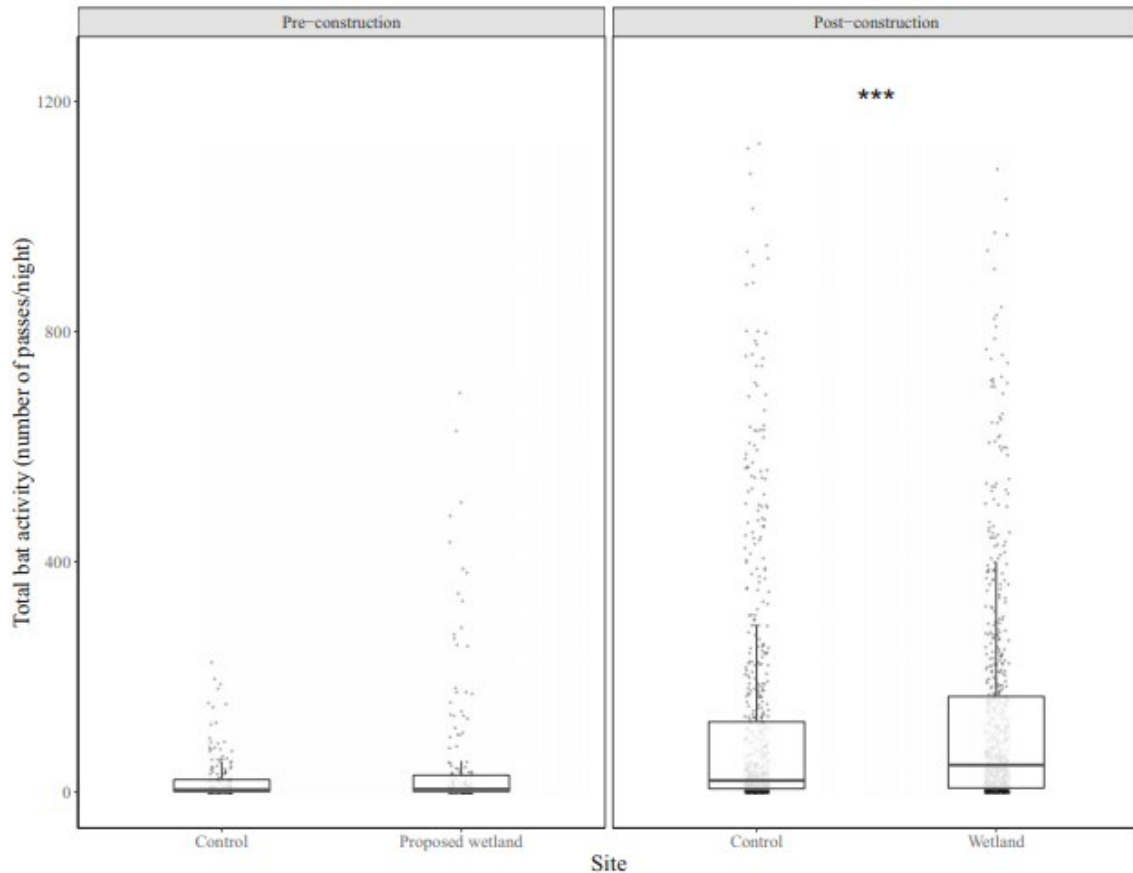 Pre−construction
Post−construction
Total bat activity (number of passes/night)
1200
800
400
0
***
Control
Proposed wetland
Control
Wetland
Site